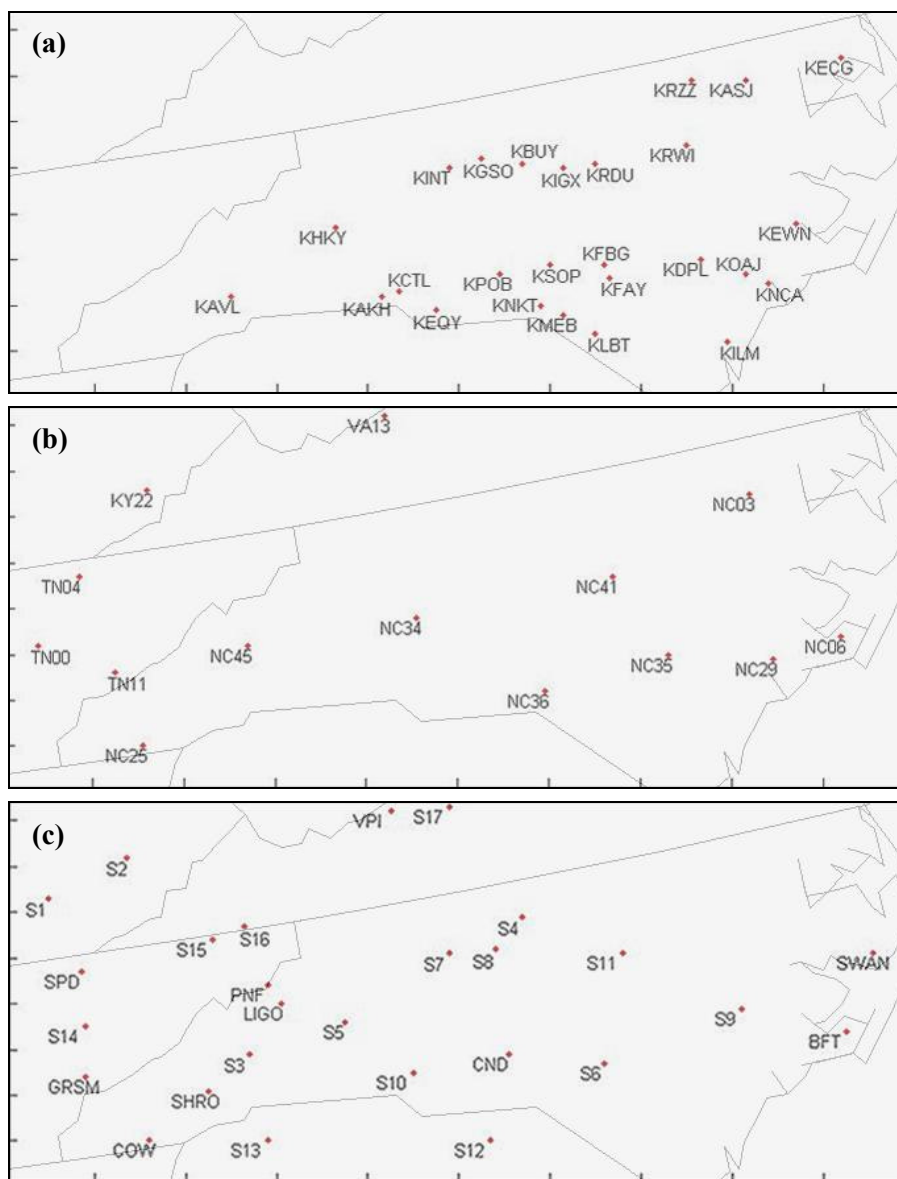 (a)
KECG
KRZZ KASJ
KBUY KRWI
KINT KGSO KIGX KRDU
KHKY KEWN
KFBG
KCTL KPOB KSOP KDPL KOAJ
KAVL KAKH KEQY KNKT KFAY KNCA
KMEB
KLBT KILM
(b)
VA13
KY22 NC03
TN04 NC41
NC34
TN00 NC45 NC35 NC29 NC06
TN11
NC36
NC25
(c)
VPI S17
S2
S1
S4
S15 S16
S7 S8 S11 SWAN
SPD
PNF
LIGO
S14 S5 S9
BFT
S3 CND S6
GRSM S10
SHRO
COW S13 S12